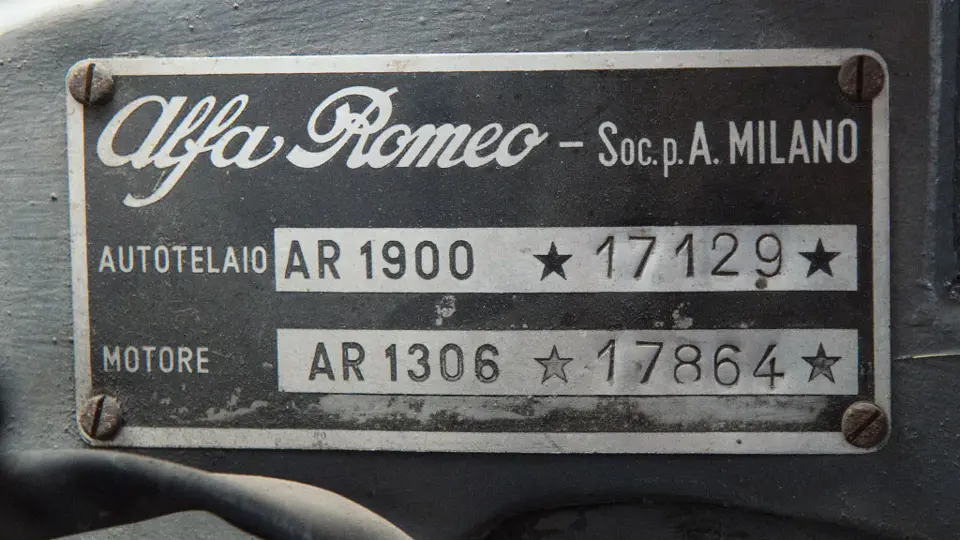 Alfa Romeo – Soc. p. A. MILANO
AUTOTELAIO AR 1900 ★ 17129 ★
MOTORE AR 1306 ☆ 17864 ☆